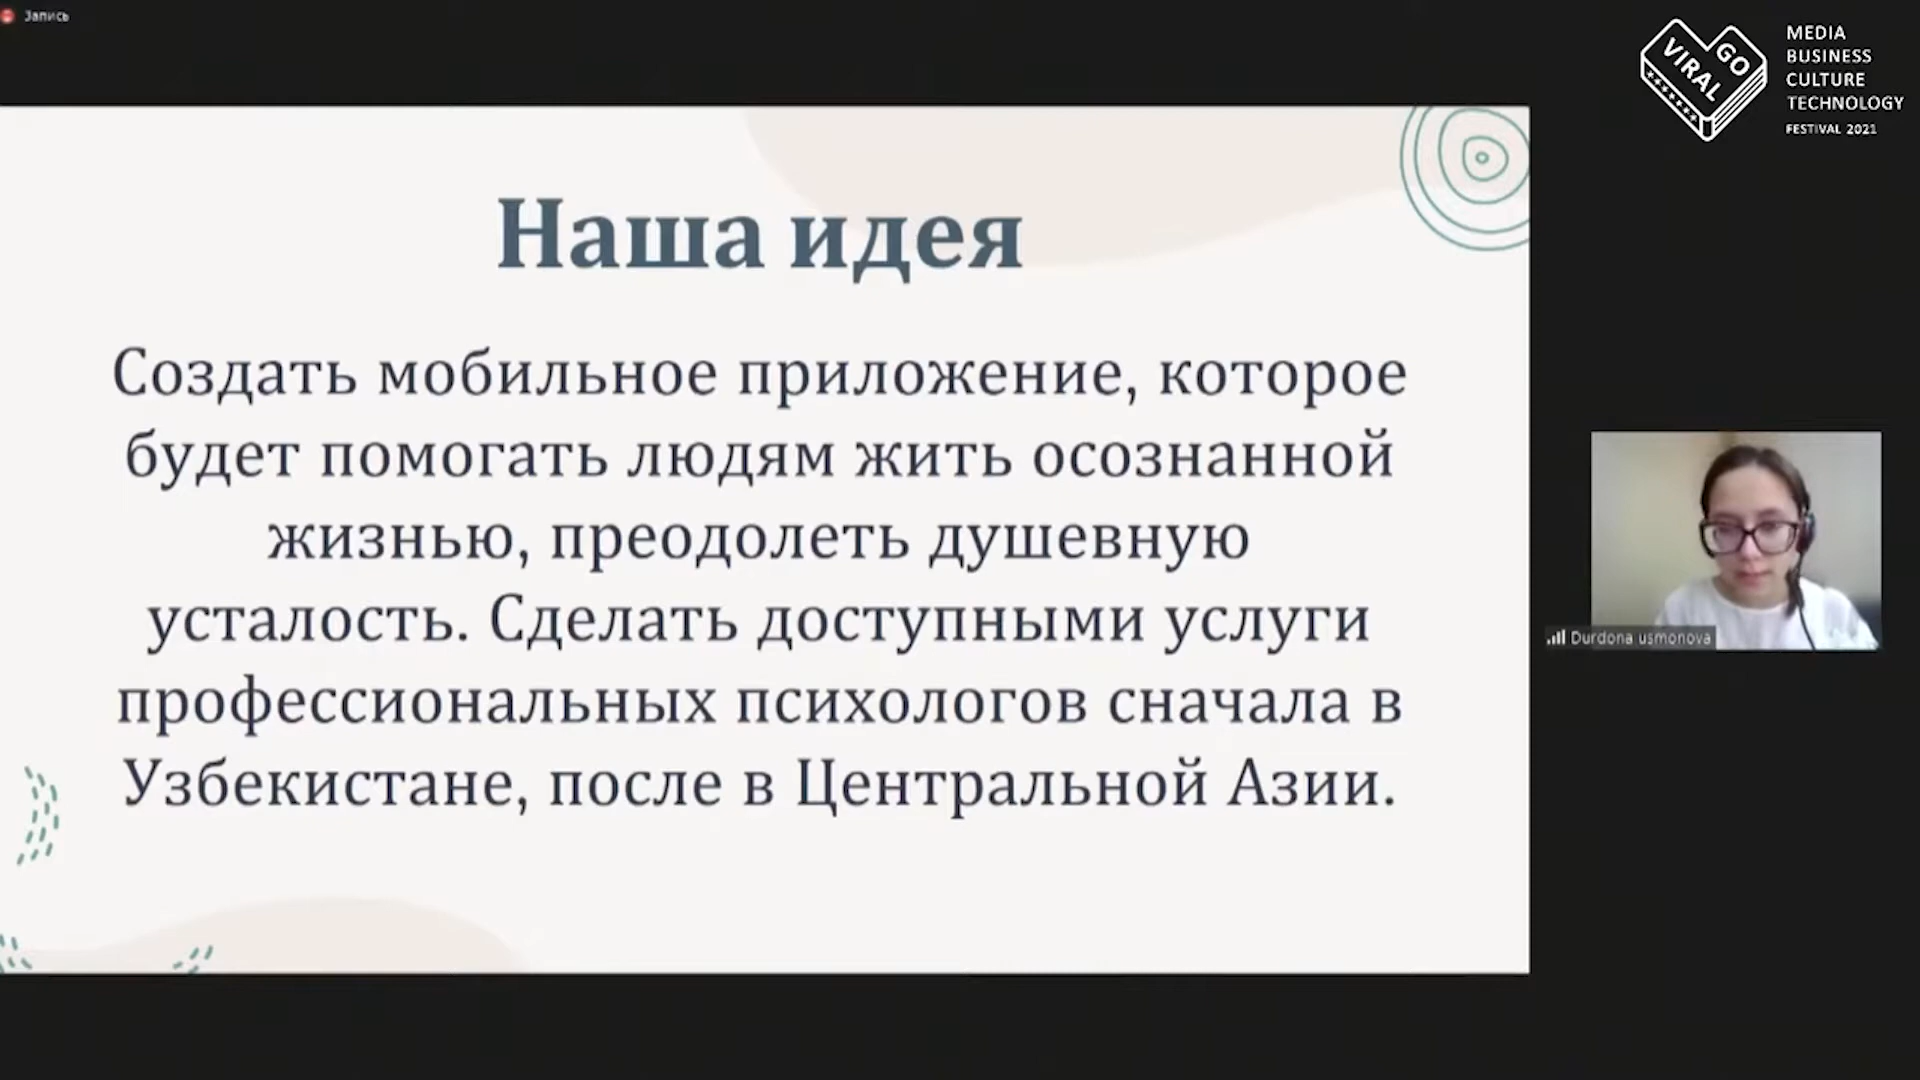 Запись
VIRAL GO
MEDIA
BUSINESS
CULTURE
TECHNOLOGY
FESTIVAL 2021
Наша идея
Создать мобильное приложение, которое
будет помогать людям жить осознанной
жизнью, преодолеть душевную
усталость. Сделать доступными услуги
профессиональных психологов сначала в
Узбекистане, после в Центральной Азии.
Durdona usmonova